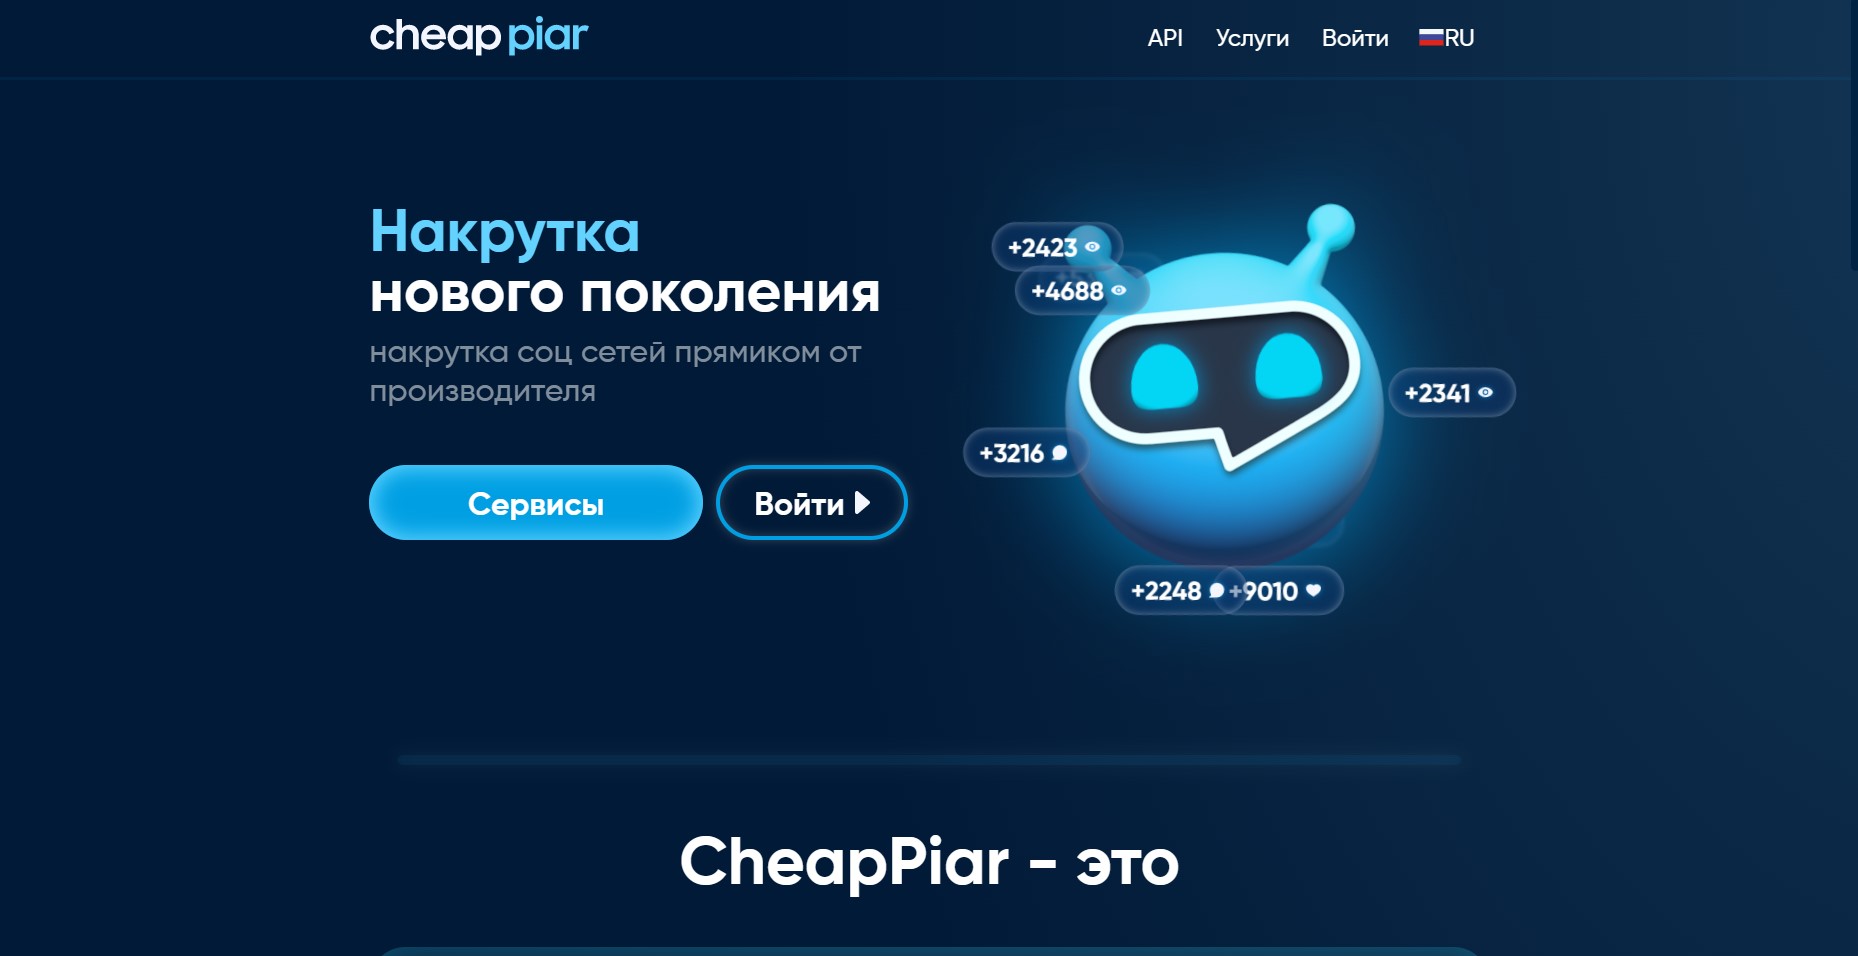 cheap piar
API Услуги Войти RU
Накрутка
нового поколения
накрутка соц сетей прямиком от
производителя
Сервисы
Войти
+2423
+4688
+2341
+3216
+2248
+9010
CheapPiar - это